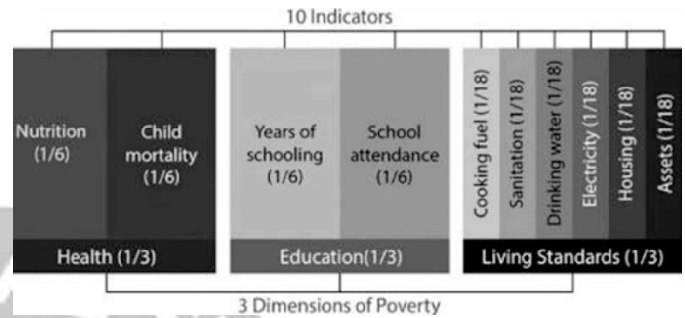 10 Indicators
Nutrition
(1/6)
Child
mortality
(1/6)
Years of
schooling
(1/6)
School
attendance
(1/6)
Cooking fuel (1/18)
Sanitation (1/18)
Drinking water (1/18)
Electricity (1/18)
Housing (1/18)
Assets (1/18)
Health (1/3)
Education(1/3)
Living Standards (1/3)
3 Dimensions of Poverty